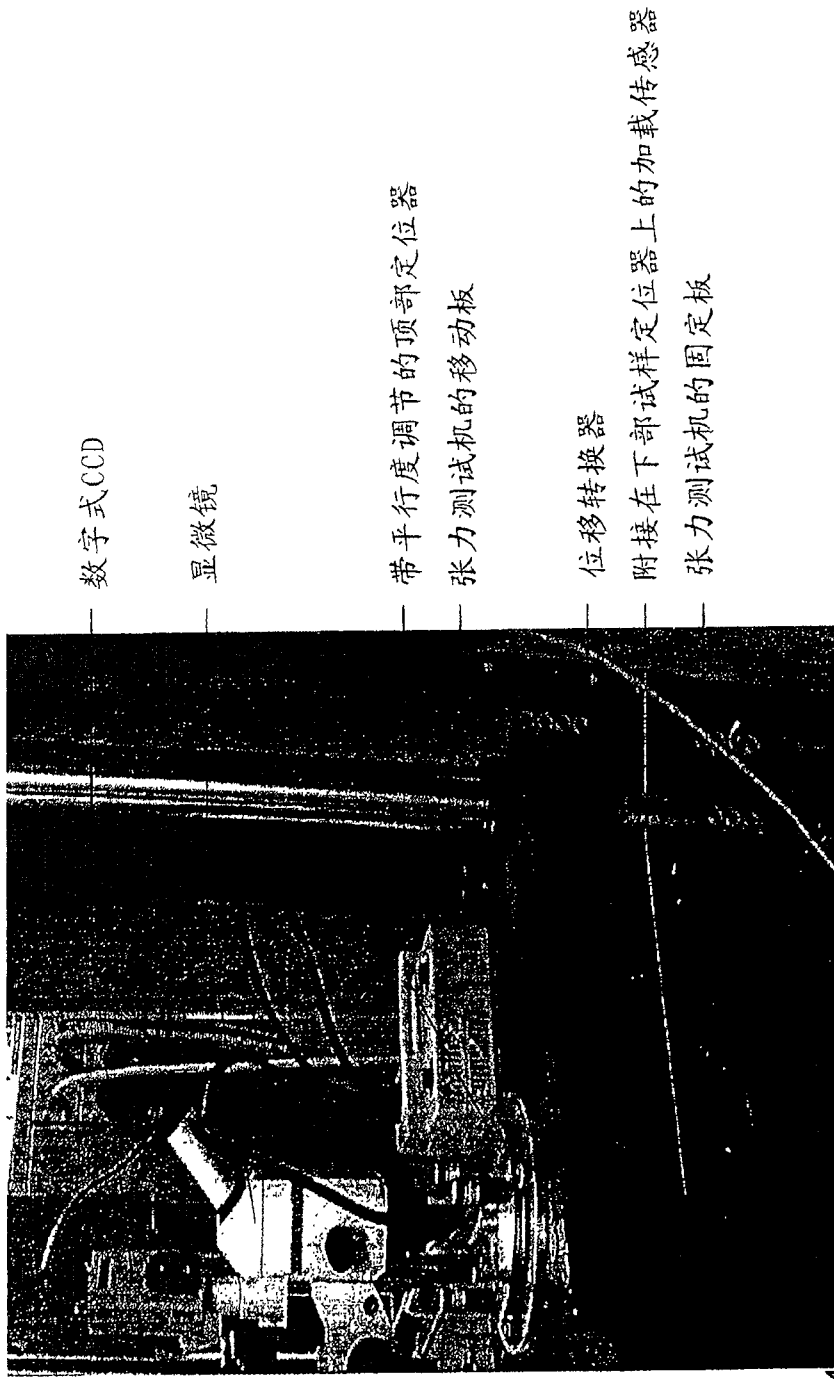 数字式CCD
显微镜
带平行度调节的顶部定位器
张力测试机的移动板
位移转换器
附接在下部试样定位器上的加载传感器
张力测试机的固定板